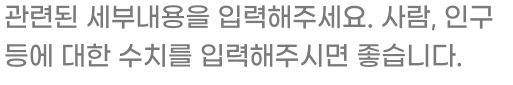 관련된 세부내용을 입력해주세요. 사람, 인구
등에 대한 수치를 입력해주시면 좋습니다.